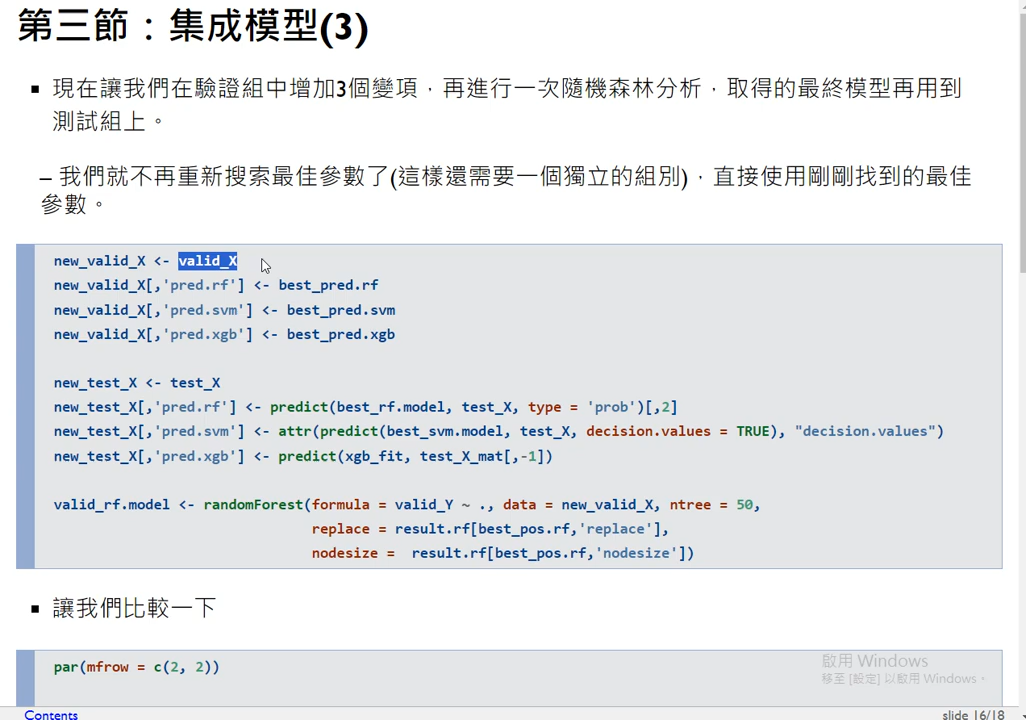 第三節：集成模型(3)
▪ 現在讓我們在驗證組中增加3個變項，再進行一次隨機森林分析，取得的最終模型再用到
測試組上。
– 我們就不再重新搜索最佳參數了(這樣還需要一個獨立的組別)，直接使用剛剛找到的最佳
參數。
new_valid_X <- valid_X
new_valid_X[,'pred.rf'] <- best_pred.rf
new_valid_X[,'pred.svm'] <- best_pred.svm
new_valid_X[,'pred.xgb'] <- best_pred.xgb
new_test_X <- test_X
new_test_X[,'pred.rf'] <- predict(best_rf.model, test_X, type = 'prob')[,2]
new_test_X[,'pred.svm'] <- attr(predict(best_svm.model, test_X, decision.values = TRUE), "decision.values")
new_test_X[,'pred.xgb'] <- predict(xgb_fit, test_X_mat[,-1])
valid_rf.model <- randomForest(formula = valid_Y ~ ., data = new_valid_X, ntree = 50,
replace = result.rf[best_pos.rf,'replace'],
nodesize = result.rf[best_pos.rf,'nodesize'])
▪ 讓我們比較一下
par(mfrow = c(2, 2))
啟用 Windows
移至 [設定] 以啟用 Windows。
Contents
slide 16/18